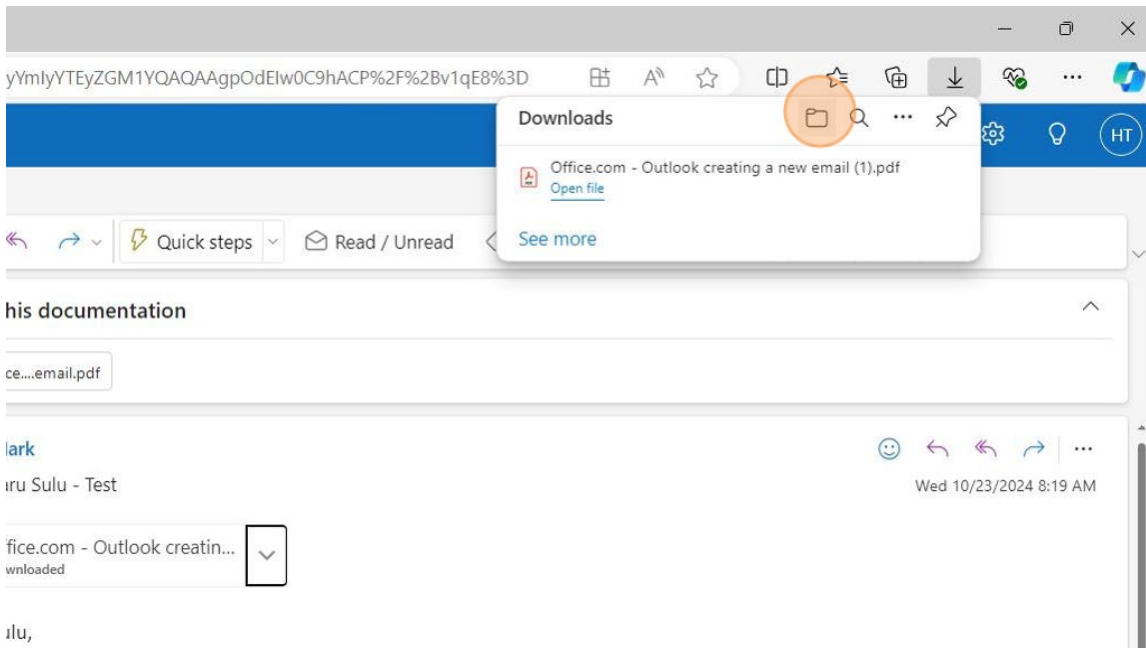 yYmIyYTEyZGM1YQAQAAgpOdEIw0C9hACP%2F%2Bv1qE8%3D
Downloads
HT
Office.com - Outlook creating a new email (1).pdf
Open file
See more
Quick steps
Read / Unread
his documentation
ce....email.pdf
lark
ıru Sulu - Test
Wed 10/23/2024 8:19 AM
ffice.com - Outlook creatin...
wnloaded
ulu,